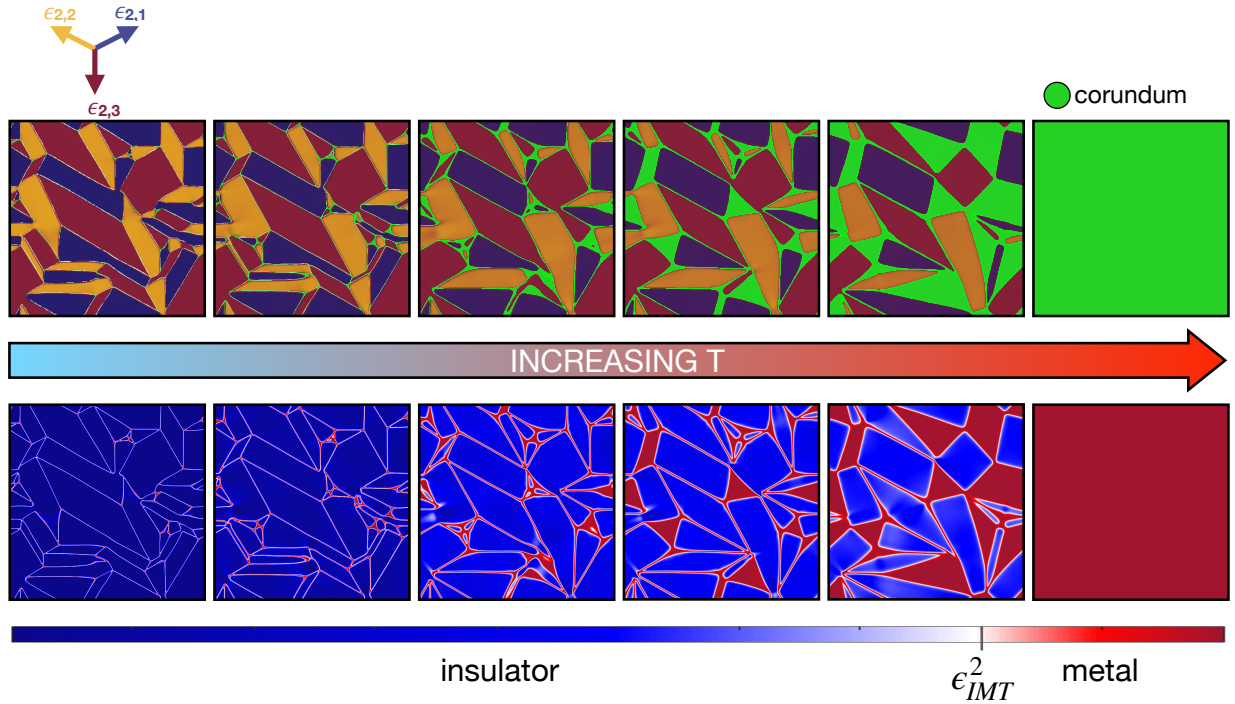 ϵ2,2 ϵ2,1
ϵ2,3
corundum
INCREASING T
insulator ϵ²IMT metal